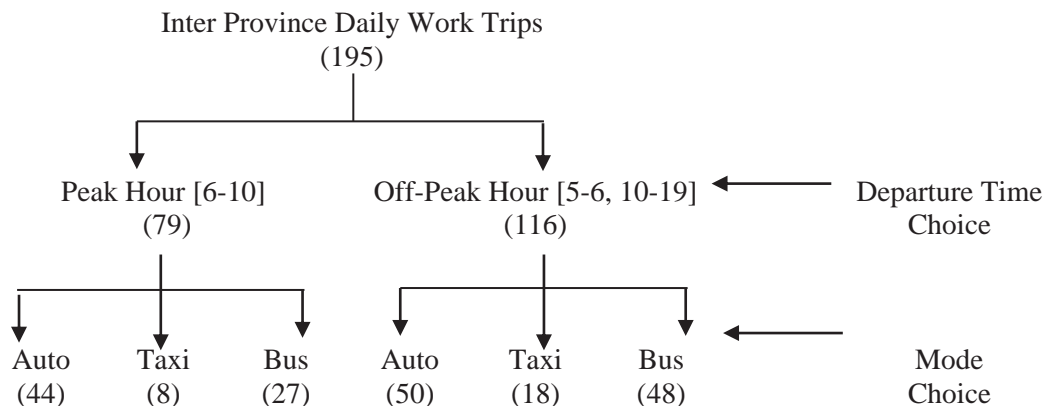 Inter Province Daily Work Trips
(195)
Peak Hour [6-10]
(79)
Off-Peak Hour [5-6, 10-19]
(116)
Departure Time
Choice
Auto
(44)
Taxi
(8)
Bus
(27)
Auto
(50)
Taxi
(18)
Bus
(48)
Mode
Choice